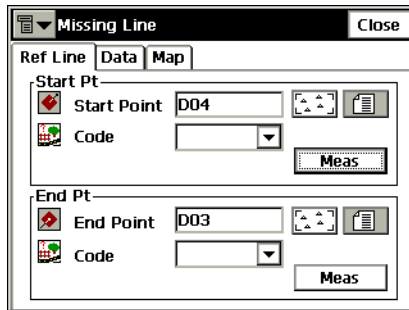 Missing Line Close
Ref Line Data Map
Start Pt
Start Point D04
Code
Meas
End Pt
End Point D03
Code
Meas